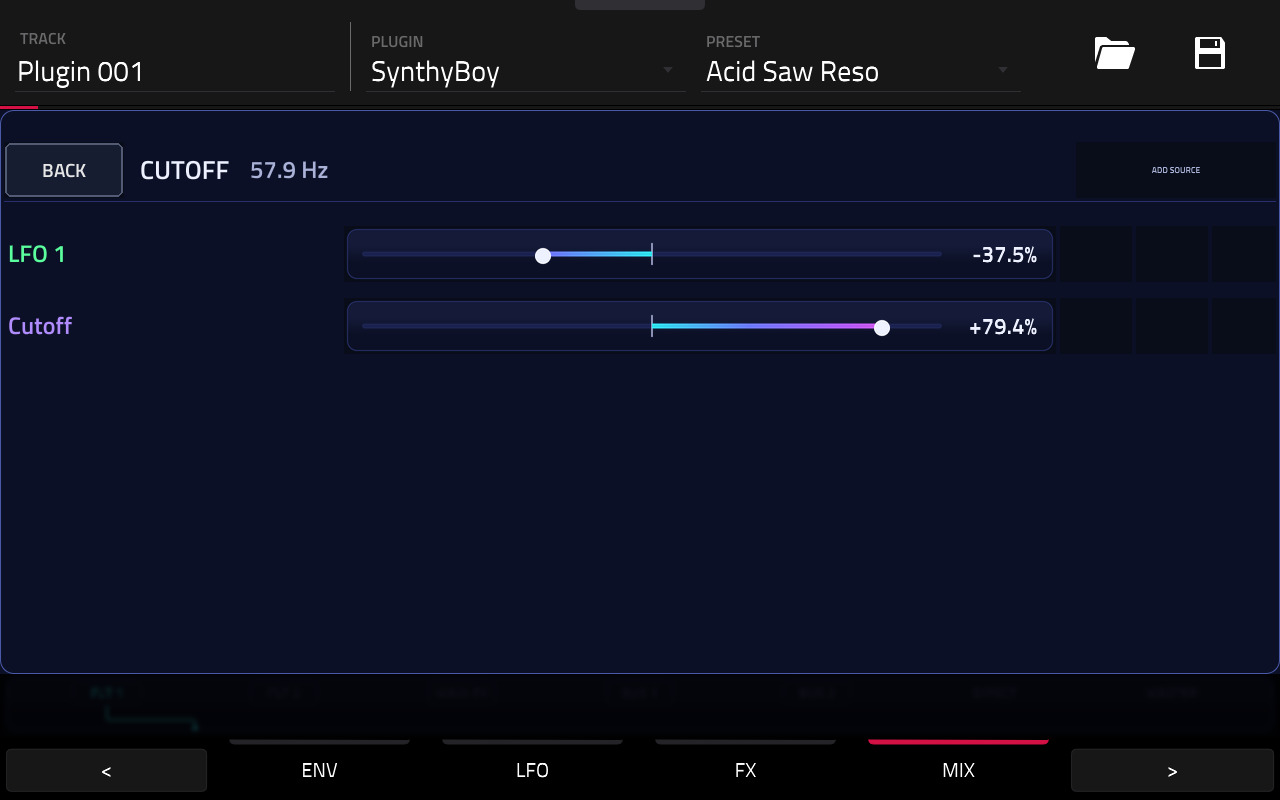 TRACK
Plugin 001
PLUGIN
SynthyBoy
PRESET
Acid Saw Reso
BACK
CUTOFF
57.9 Hz
ADD SOURCE
LFO 1
-37.5%
Cutoff
+79.4%
<
ENV
LFO
FX
MIX
>